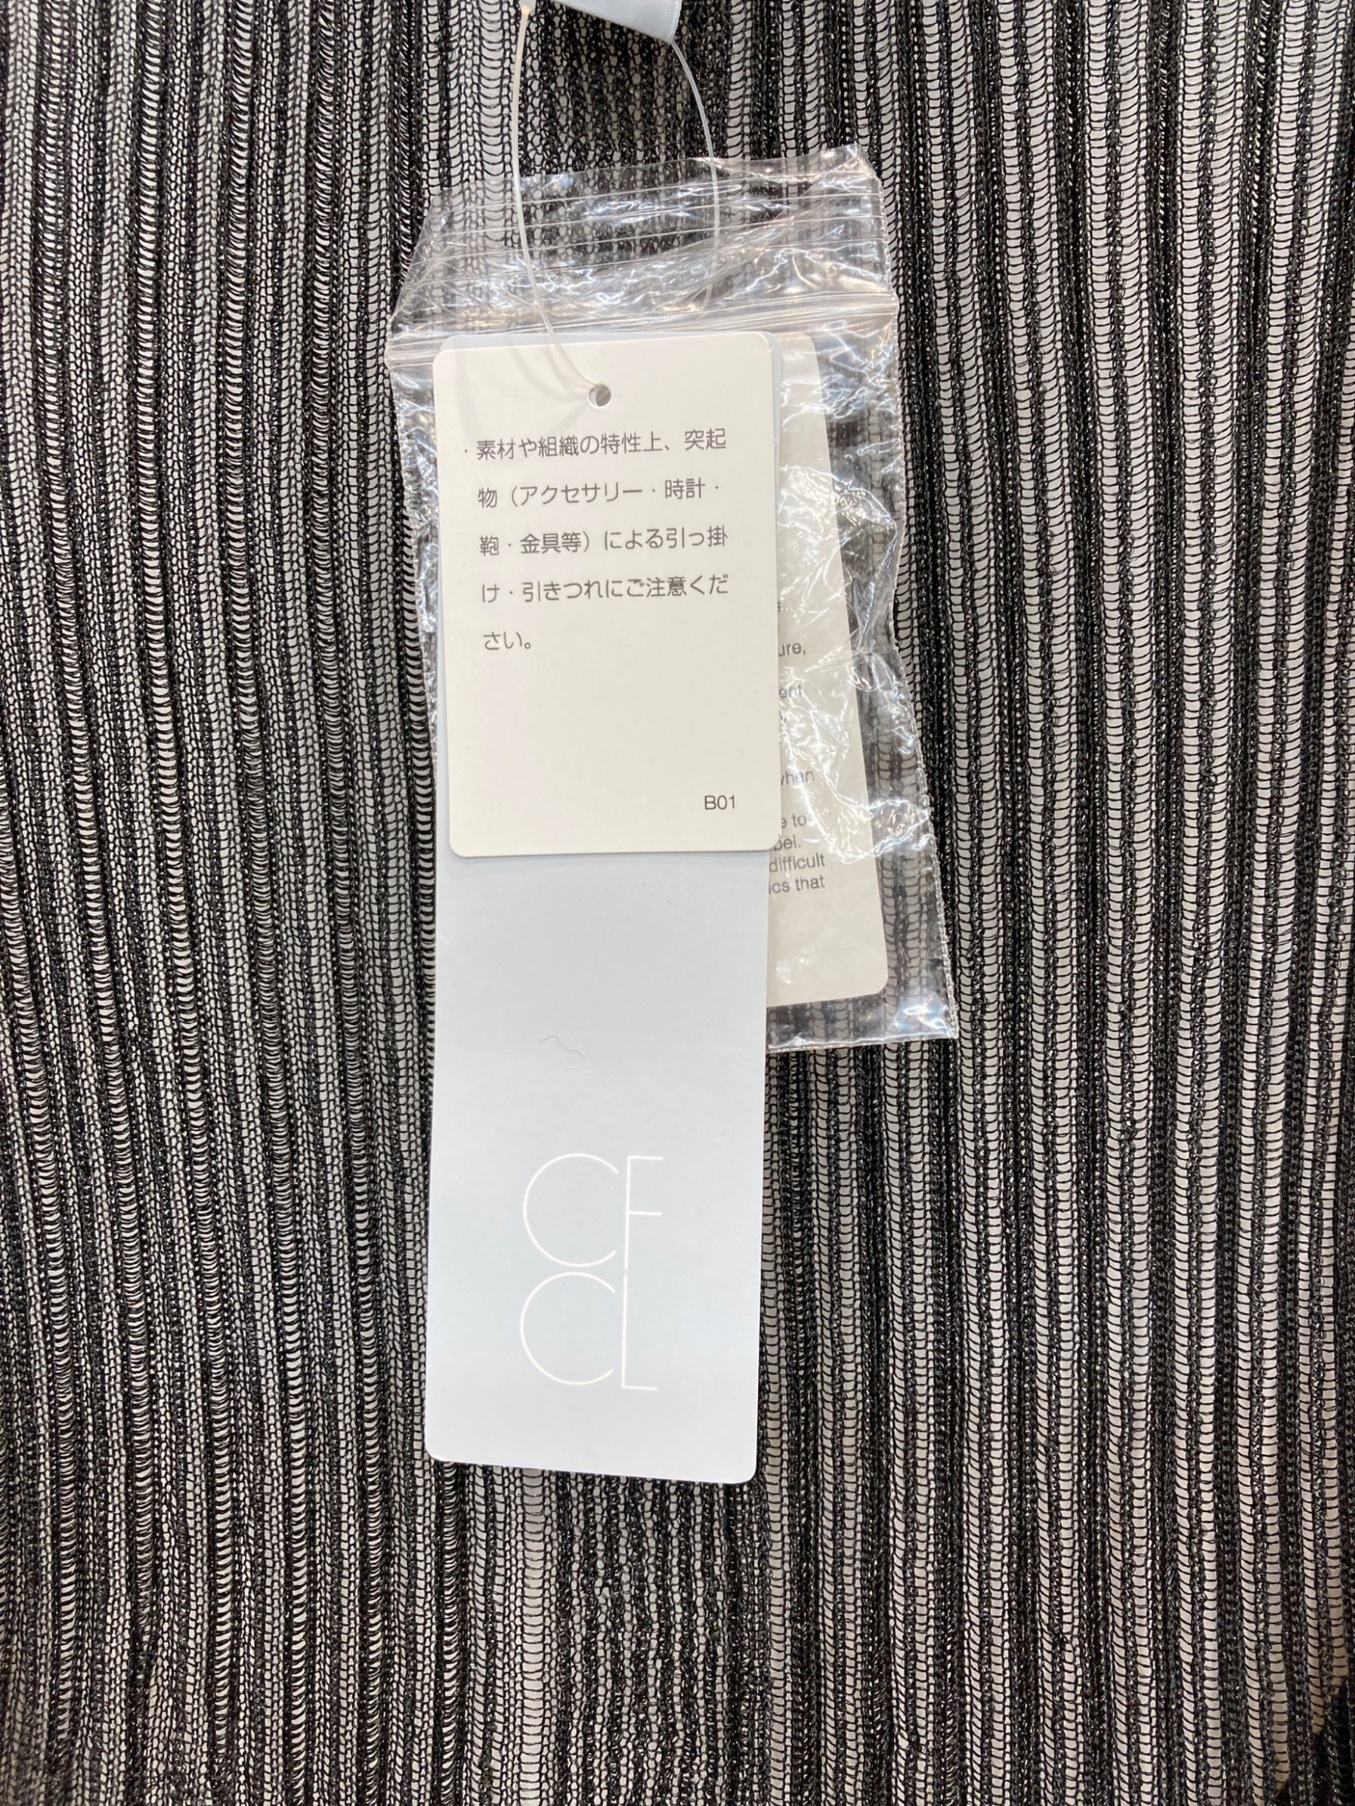 ・素材や組織の特性上、突起
物（アクセサリー・時計・
鞄・金具等）による引っ掛
け・引きつれにご注意くだ
さい。
B01
ure,
when
e to
bel.
difficult
ics that
CF
CL